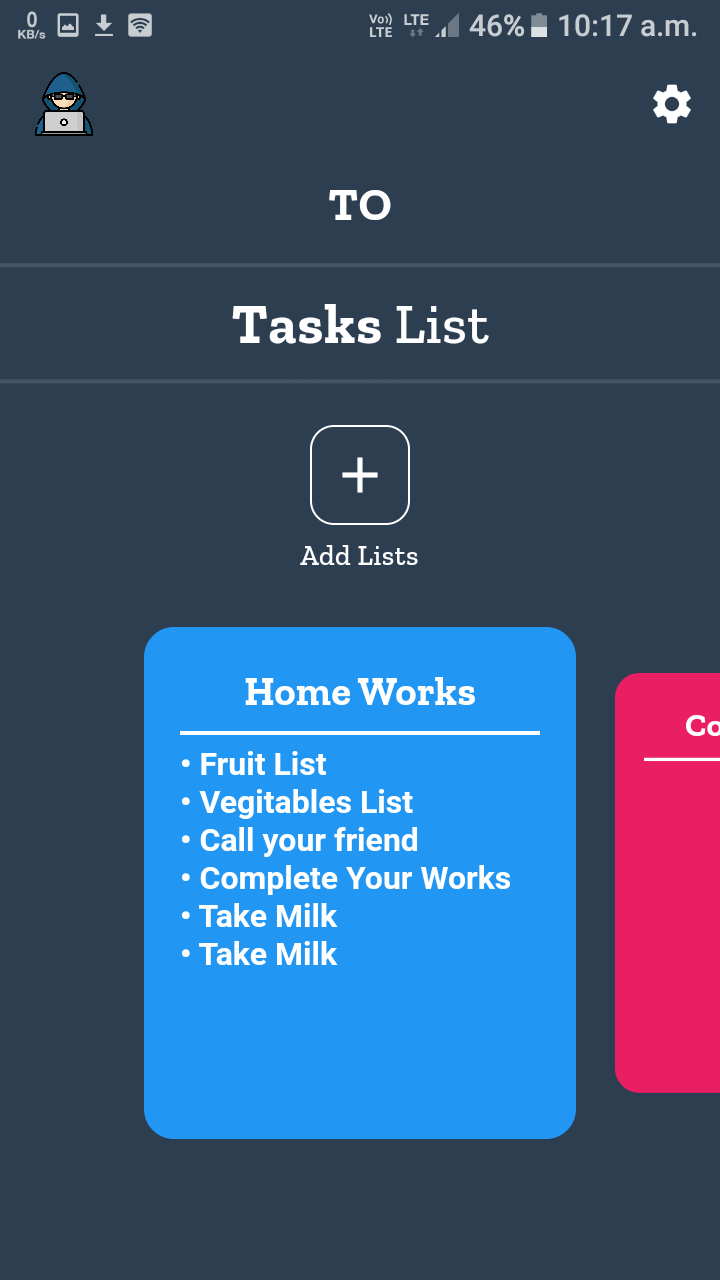 0
KB/s
Vo))
LTE
LTE
46%
10:17 a.m.
TO
Tasks List
Add Lists
Home Works
• Fruit List
• Vegitables List
• Call your friend
• Complete Your Works
• Take Milk
• Take Milk
Co